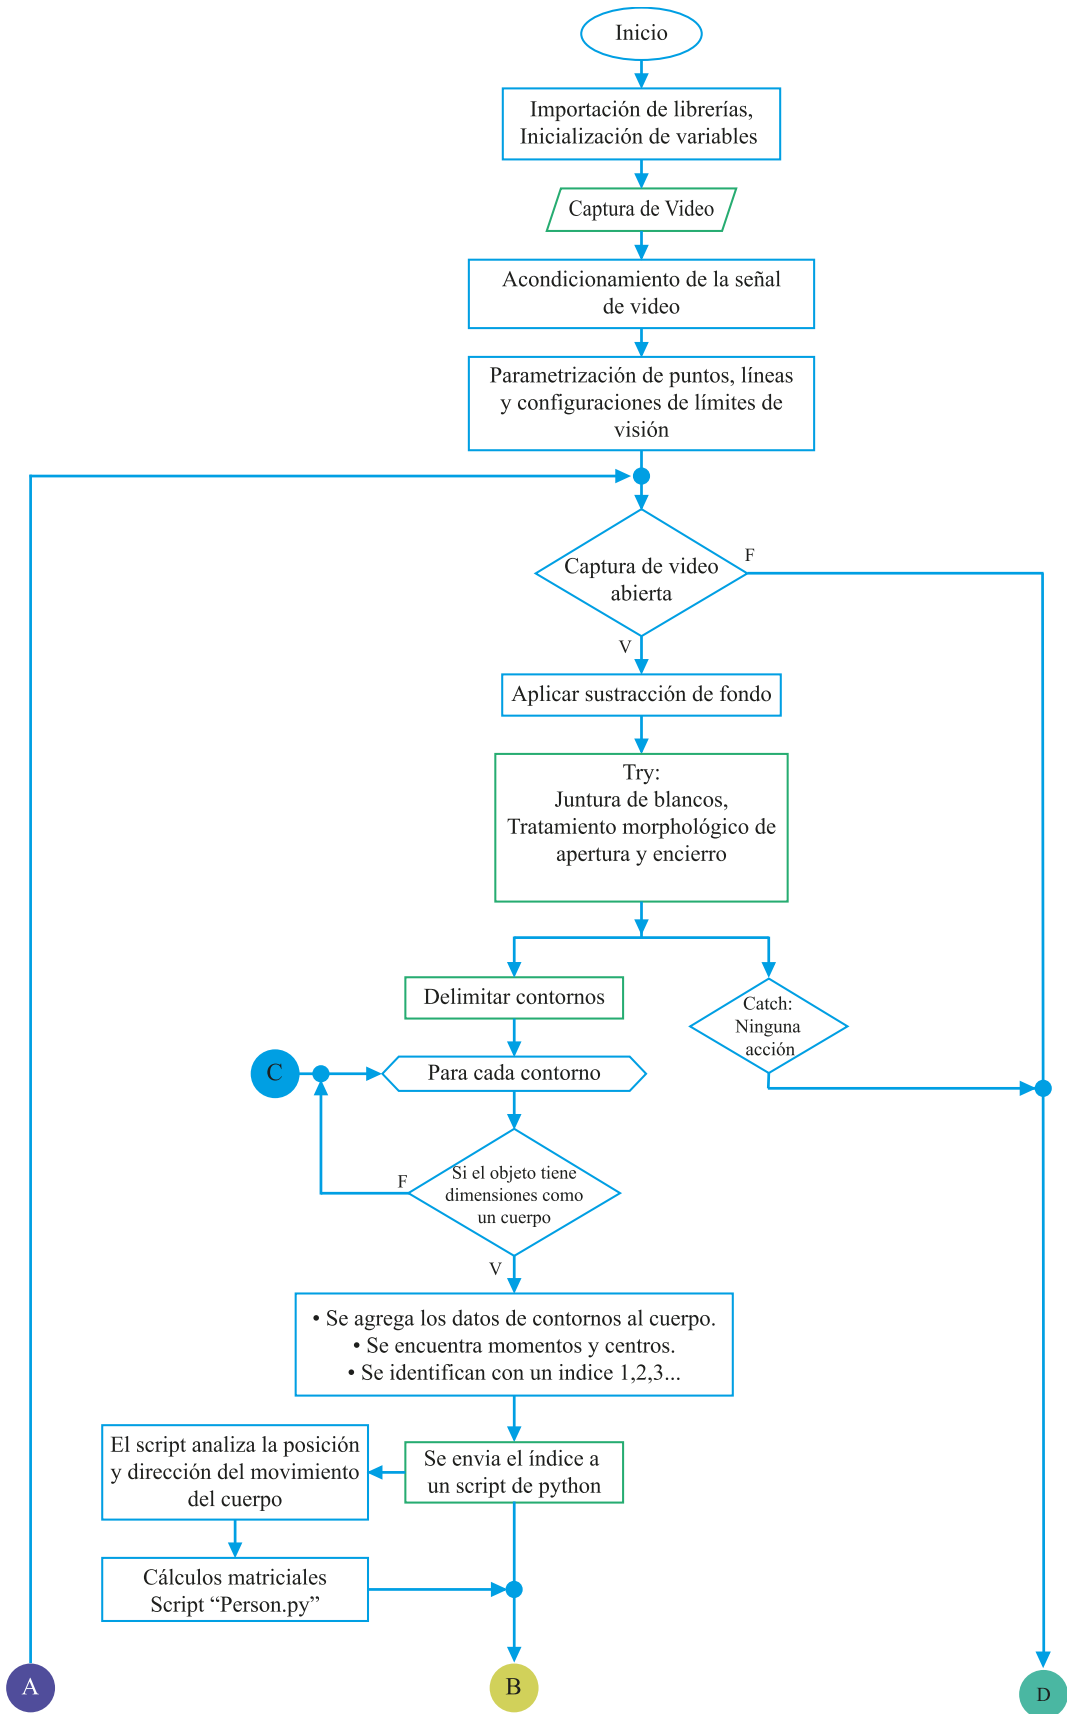 Inicio
Importación de librerías,
Inicialización de variables
Captura de Video
Acondicionamiento de la señal
de video
Parametrización de puntos, líneas
y configuraciones de límites de
visión
Captura de video
abierta
F
V
Aplicar sustracción de fondo
Try:
Juntura de blancos,
Tratamiento morphológico de
apertura y encierro
Delimitar contornos
Catch:
Ninguna
acción
C
Para cada contorno
Si el objeto tiene
dimensiones como
un cuerpo
F
V
• Se agrega los datos de contornos al cuerpo.
• Se encuentra momentos y centros.
• Se identifican con un indice 1,2,3...
El script analiza la posición
y dirección del movimiento
del cuerpo
Se envia el índice a
un script de python
Cálculos matriciales
Script “Person.py”
A
B
D